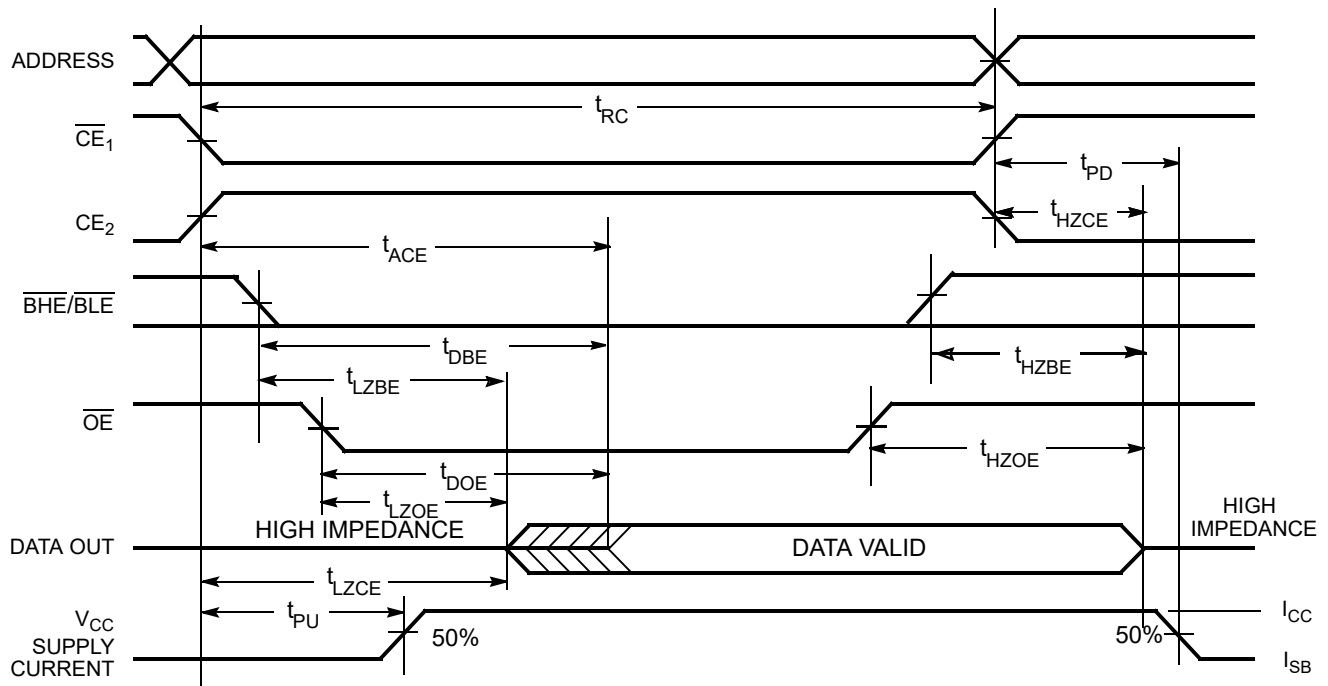 ADDRESS
tRC
CE1
tPD
CE2
tHZCE
tACE
BHE/BLE
tDBE
tHZBE
tLZBE
OE
tHZOE
tDOE
tLZOE
HIGH IMPEDANCE
HIGH
IMPEDANCE
DATA OUT
DATA VALID
tLZCE
tPU
VCC
SUPPLY
CURRENT
50%
50%
ICC
ISB